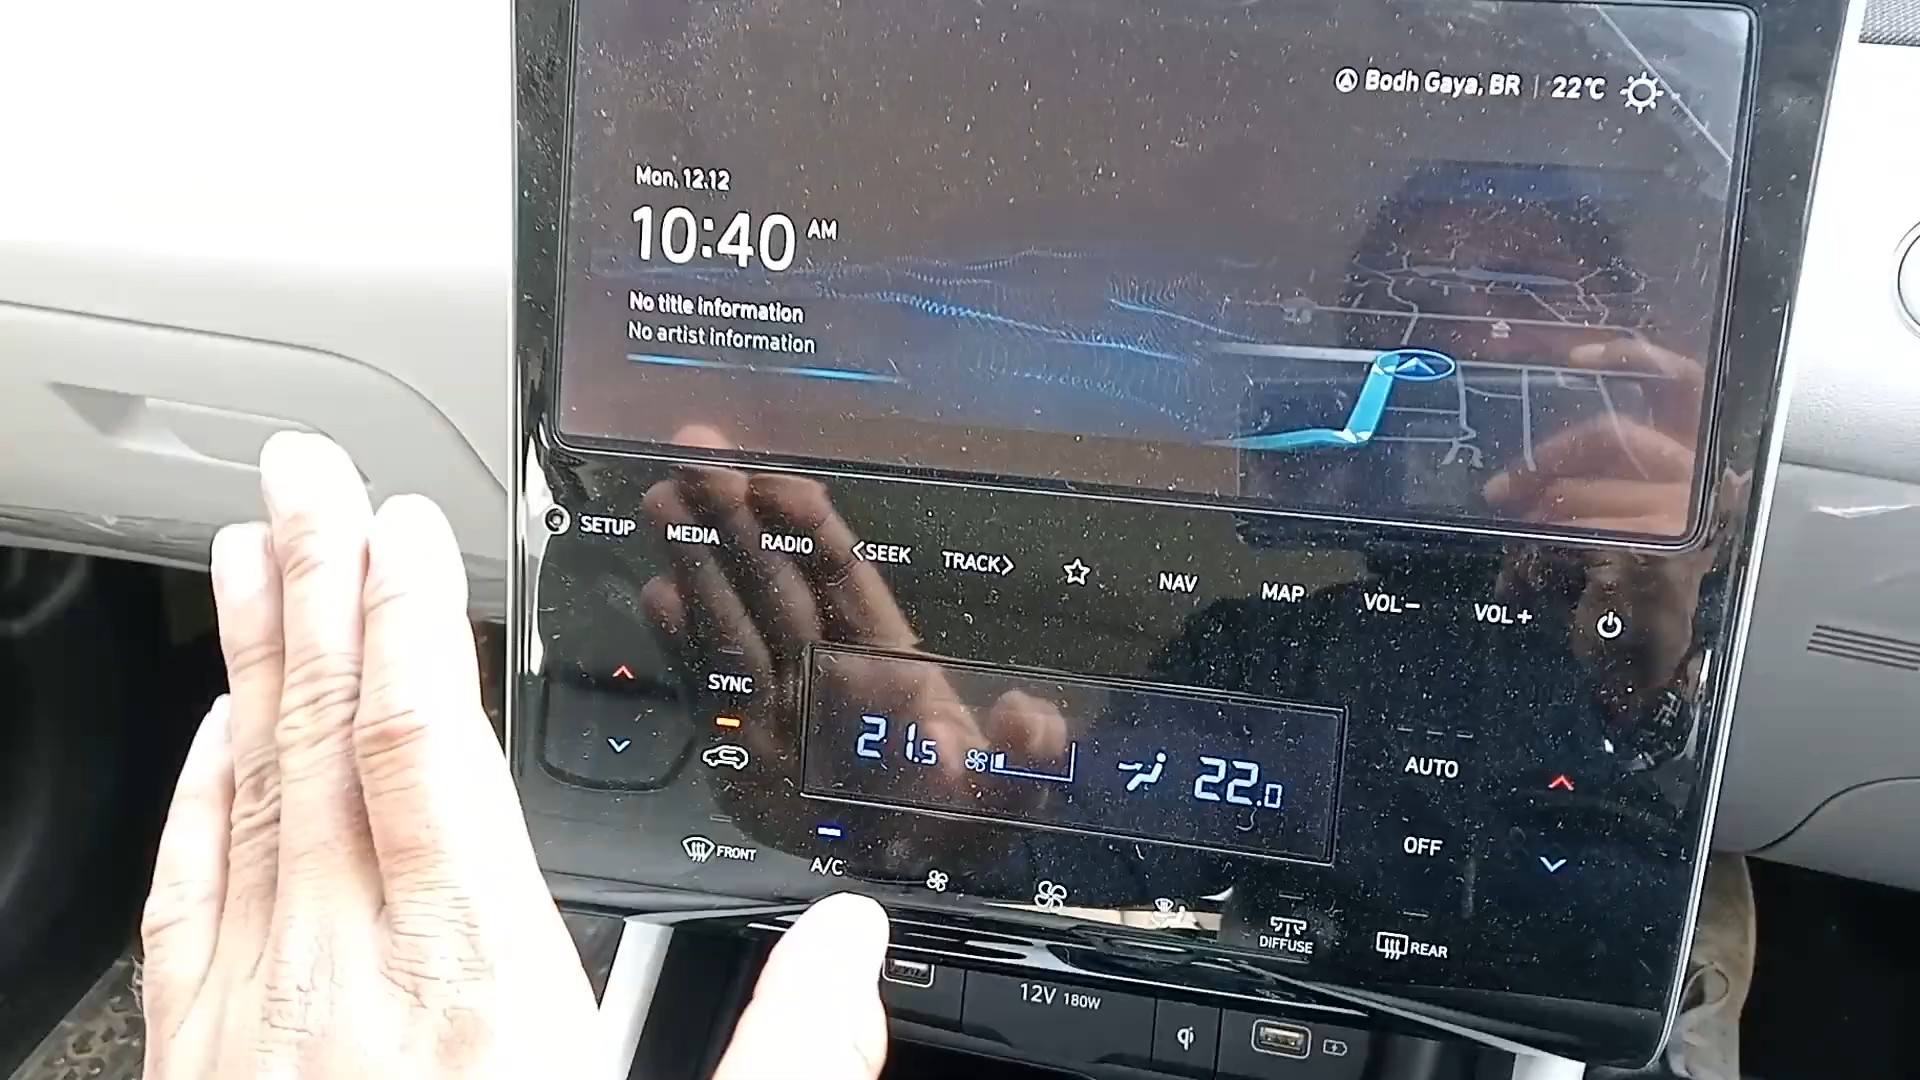 Bodh Gaya, BR | 22°C
Mon, 12.12
10:40 AM
No title information
No artist information
SETUP MEDIA RADIO <SEEK TRACK> NAV MAP VOL− VOL+
SYNC
21.5 22.0
AUTO
OFF
FRONT A/C
DIFFUSE REAR
12V 180W